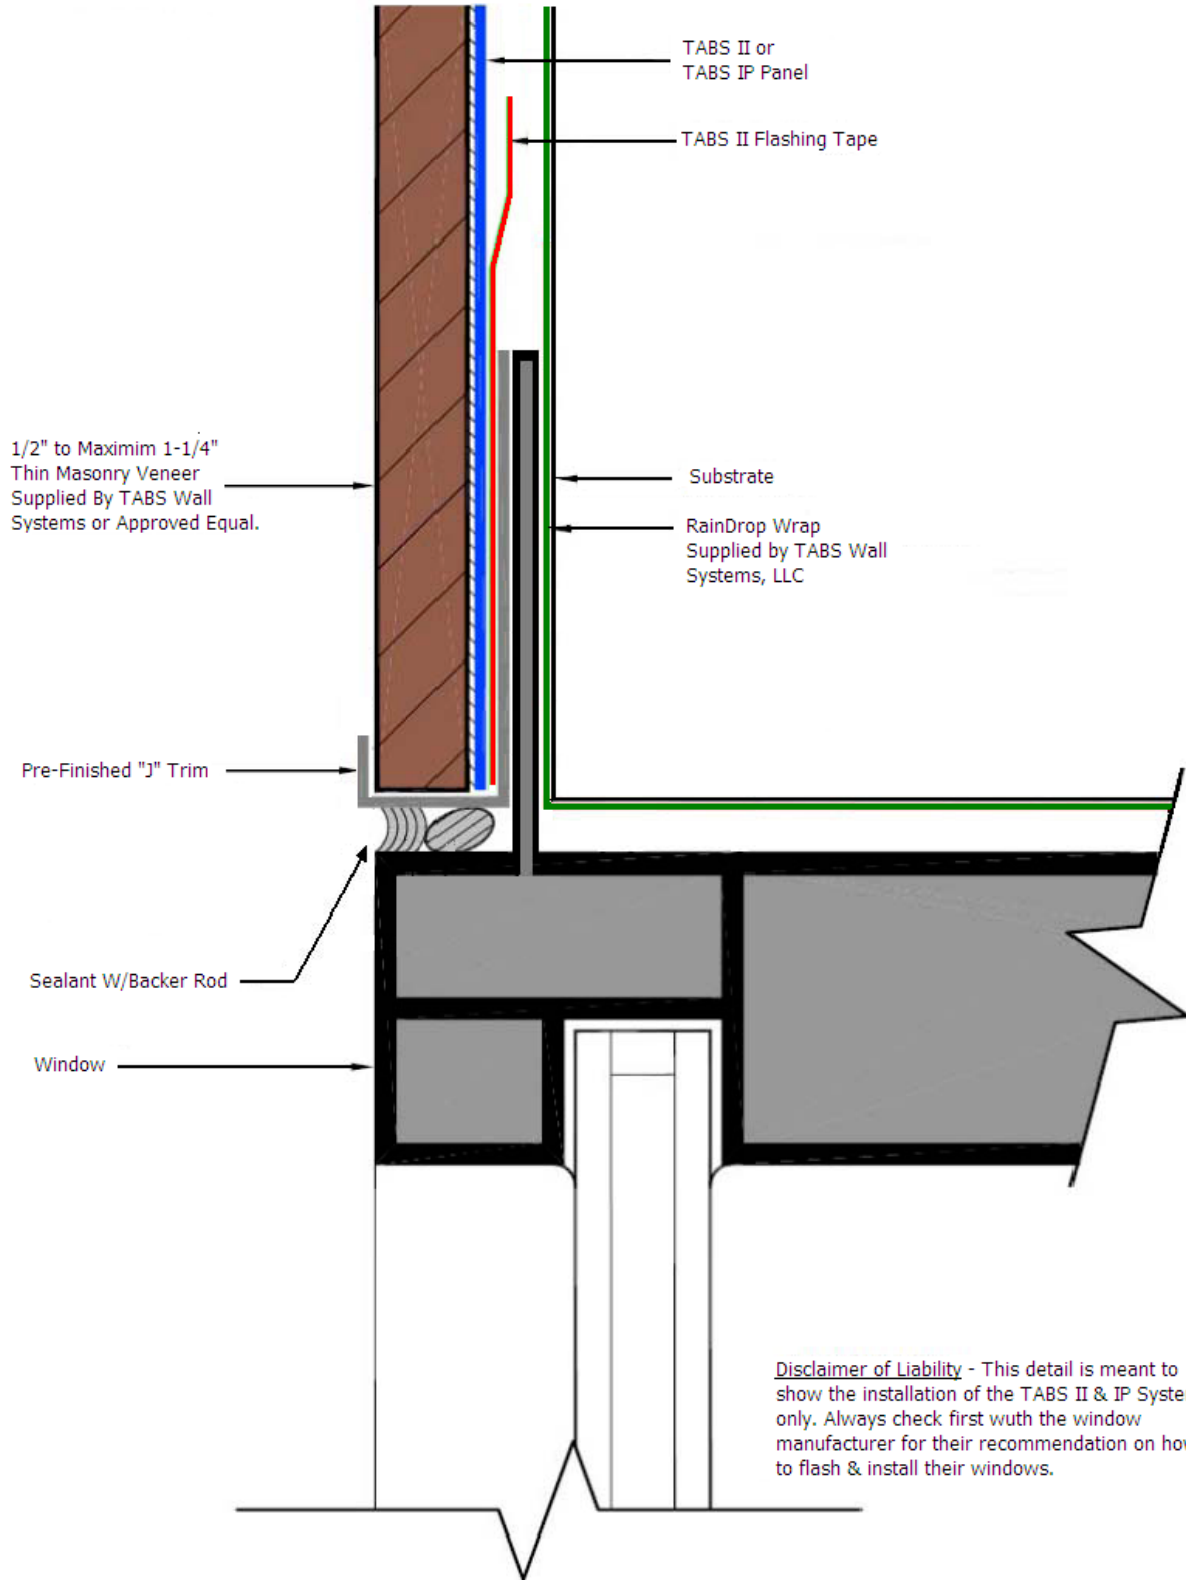 TABS II or
TABS IP Panel
TABS II Flashing Tape
1/2" to Maximim 1-1/4"
Thin Masonry Veneer
Supplied By TABS Wall
Systems or Approved Equal.
Substrate
RainDrop Wrap
Supplied by TABS Wall
Systems, LLC
Pre-Finished "J" Trim
Sealant W/Backer Rod
Window
Disclaimer of Liability - This detail is meant to
show the installation of the TABS II & IP Syste
only. Always check first wuth the window
manufacturer for their recommendation on how
to flash & install their windows.